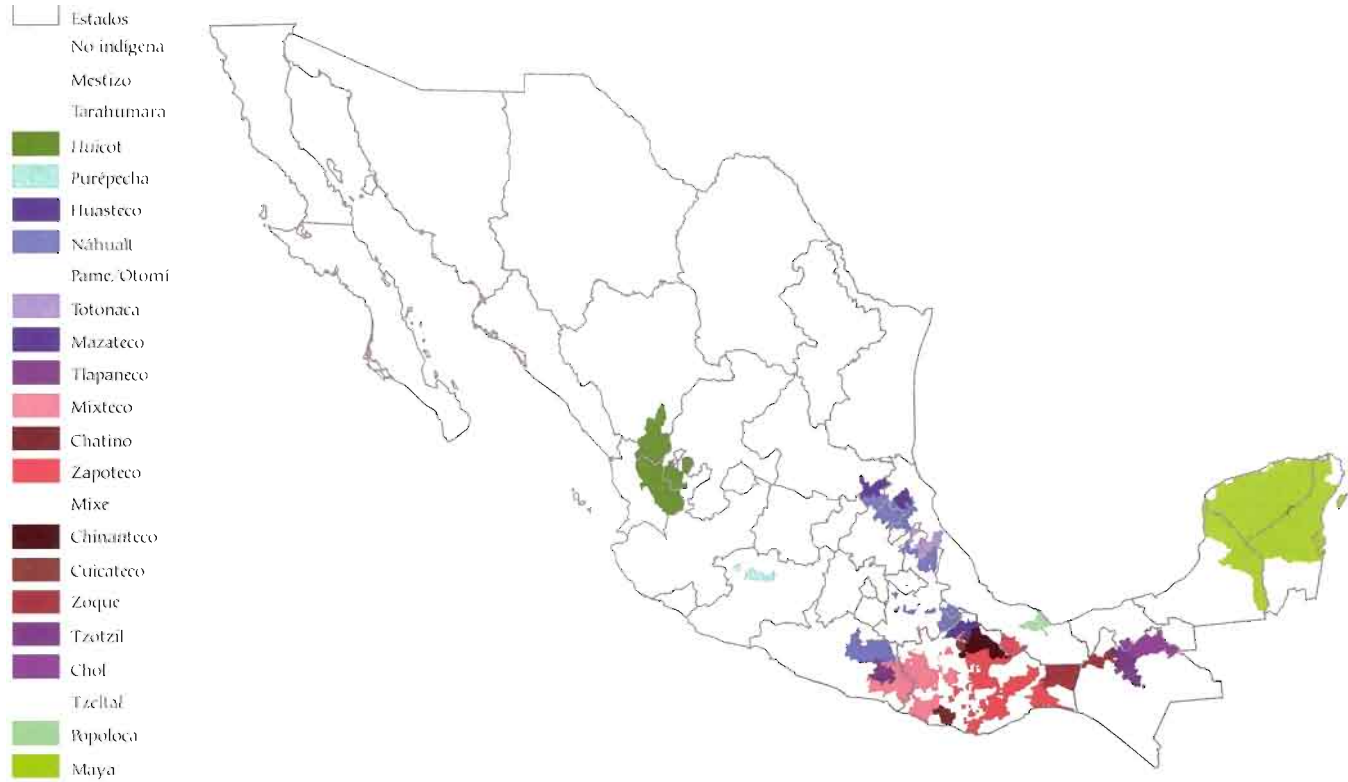 Estados
No indígena
Mestizo
Tarahumara
Huicot
Purépecha
Huasteco
Náhuatl
Pame, Otomí
Totonaca
Mazateco
Tlapaneco
Mixteco
Chatino
Zapoteco
Mixe
Chinanteco
Cuicateco
Zoque
Tzotzil
Chol
Tzeltal
Popoloca
Maya